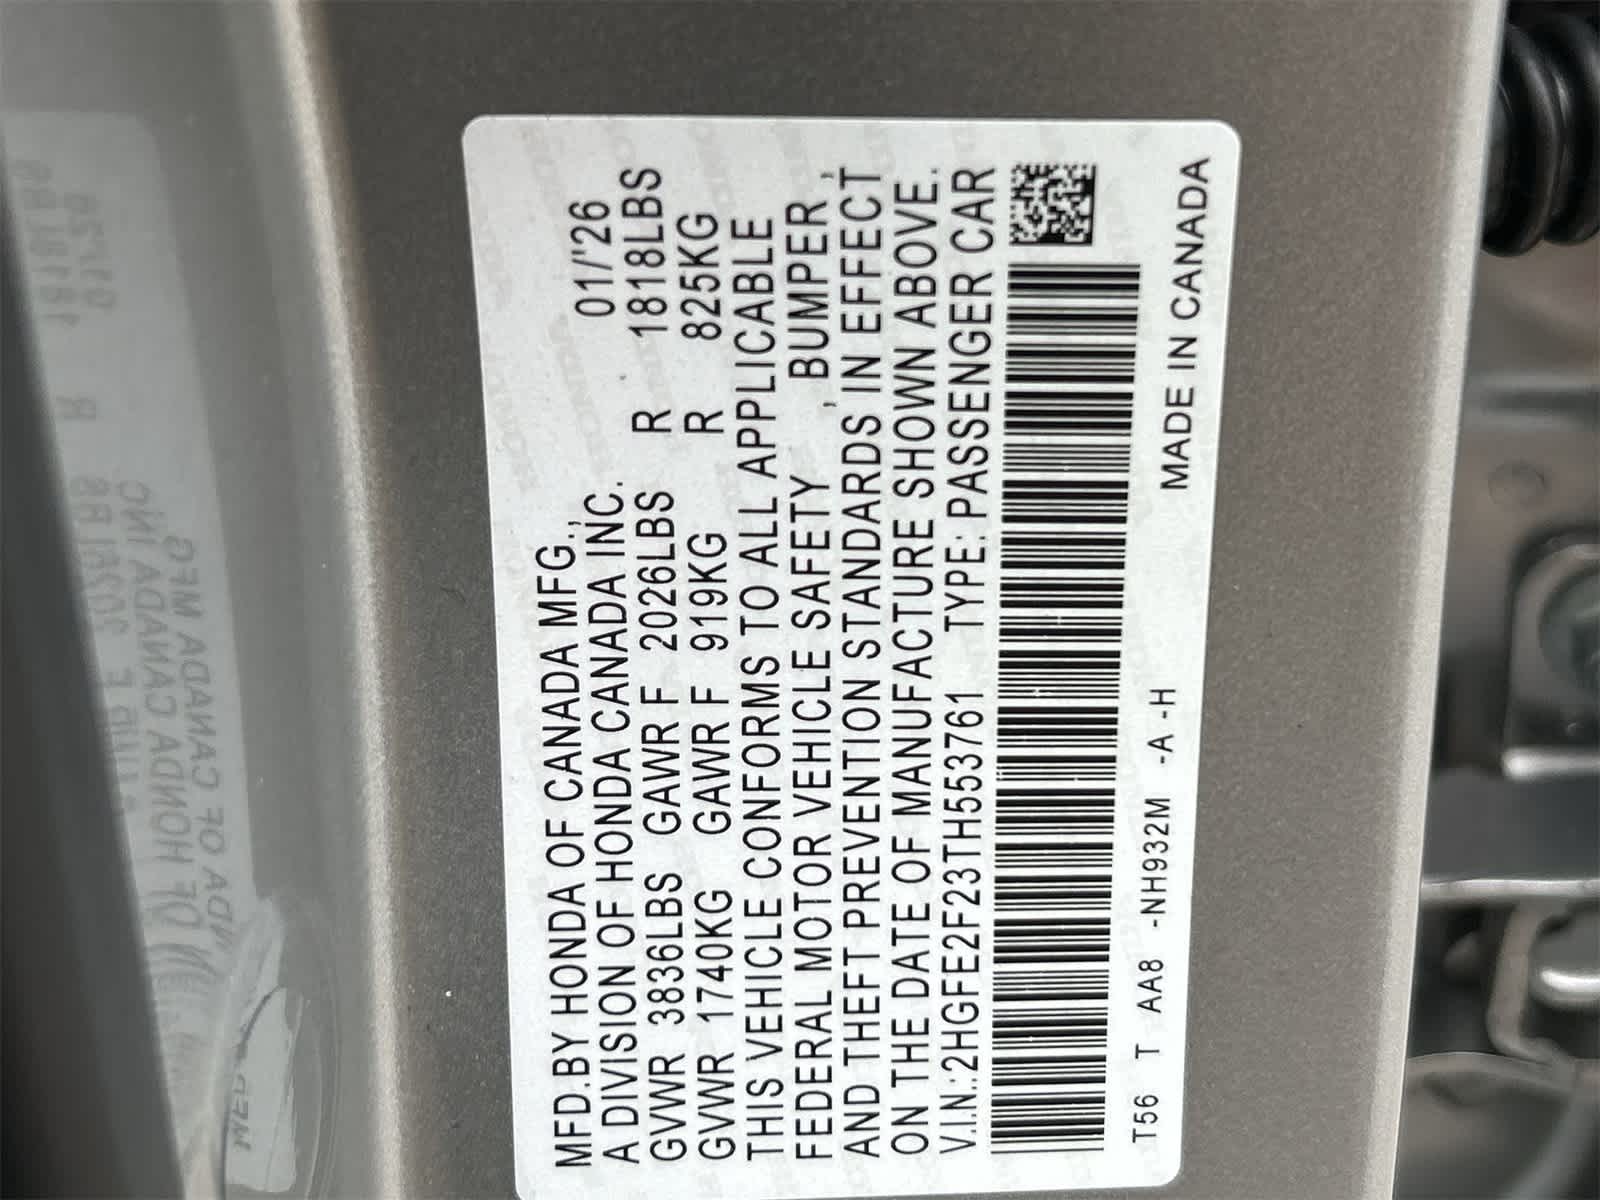 MFD.BY HONDA OF CANADA MFG.,
A DIVISION OF HONDA CANADA INC. 01/'26
GVWR 3836LBS GAWR F 2026LBS R 1818LBS
GVWR 1740KG GAWR F 919KG R 825KG
THIS VEHICLE CONFORMS TO ALL APPLICABLE
FEDERAL MOTOR VEHICLE SAFETY , BUMPER ,
AND THEFT PREVENTION STANDARDS IN EFFECT
ON THE DATE OF MANUFACTURE SHOWN ABOVE.
V.I.N.:2HGFE2F23TH553761 TYPE: PASSENGER CAR
T56 T AA8 -NH932M -A -H MADE IN CANADA